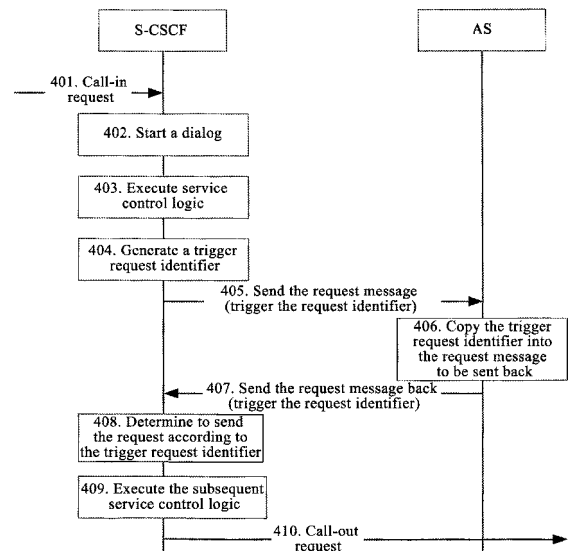 S-CSCF
AS
401. Call-in
request
402. Start a dialog
403. Execute service
control logic
404. Generate a trigger
request identifier
405. Send the request message
(trigger the request identifier)
406. Copy the trigger
request identifier into
the request message
to be sent back
407. Send the request message back
(trigger the request identifier)
408. Determine to send
the request according to
the trigger request identifier
409. Execute the subsequent
service control logic
410. Call-out
request